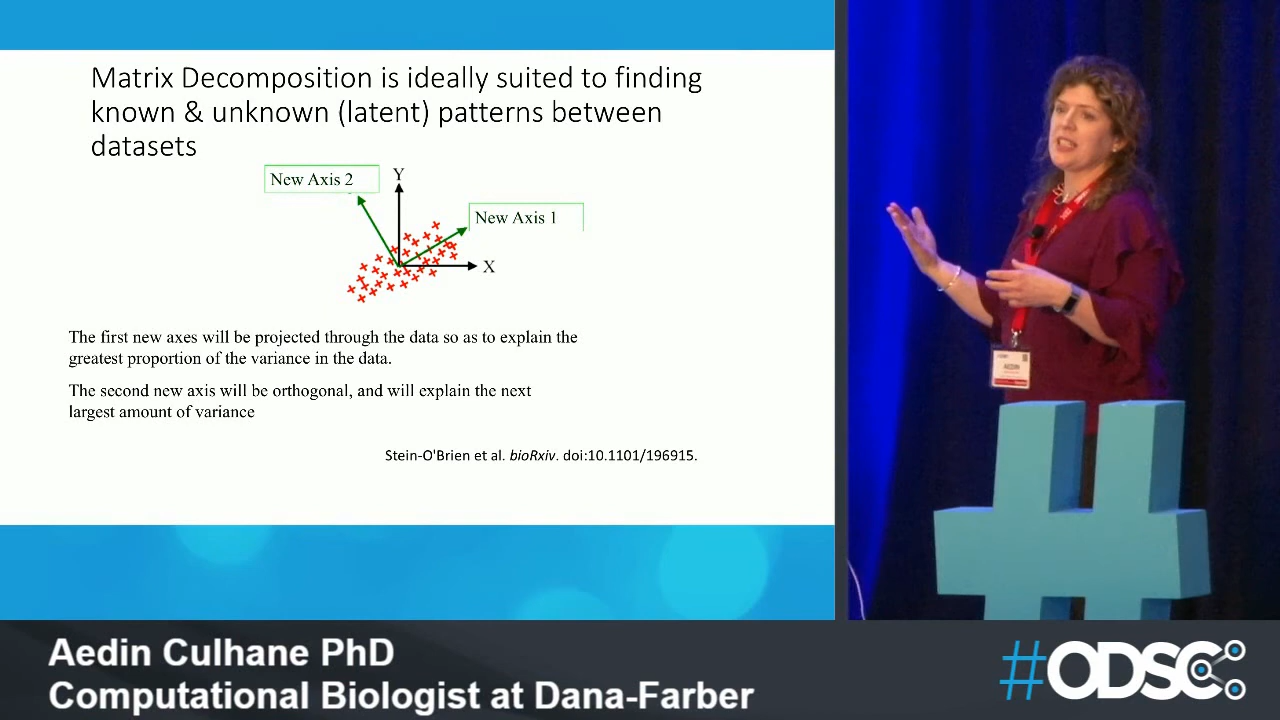 Matrix Decomposition is ideally suited to finding
known & unknown (latent) patterns between
datasets
New Axis 2
Y
New Axis 1
X
The first new axes will be projected through the data so as to explain the
greatest proportion of the variance in the data.
The second new axis will be orthogonal, and will explain the next
largest amount of variance
Stein-O'Brien et al. bioRxiv. doi:10.1101/196915.
AEDIN
Aedin Culhane PhD
Computational Biologist at Dana-Farber
#ODSC